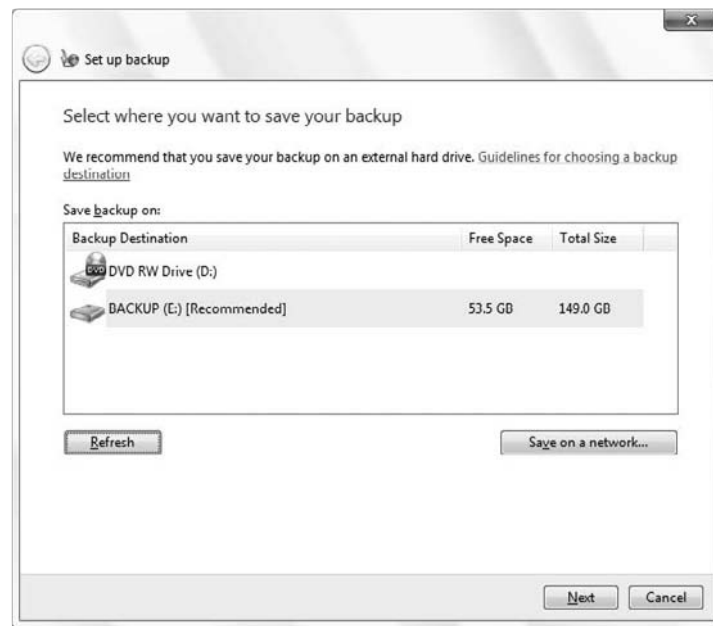 Set up backup
Select where you want to save your backup
We recommend that you save your backup on an external hard drive. Guidelines for choosing a backup
destination
Save backup on:
Backup Destination Free Space Total Size
DVD RW Drive (D:)
BACKUP (E:) [Recommended] 53.5 GB 149.0 GB
Refresh Save on a network...
Next Cancel